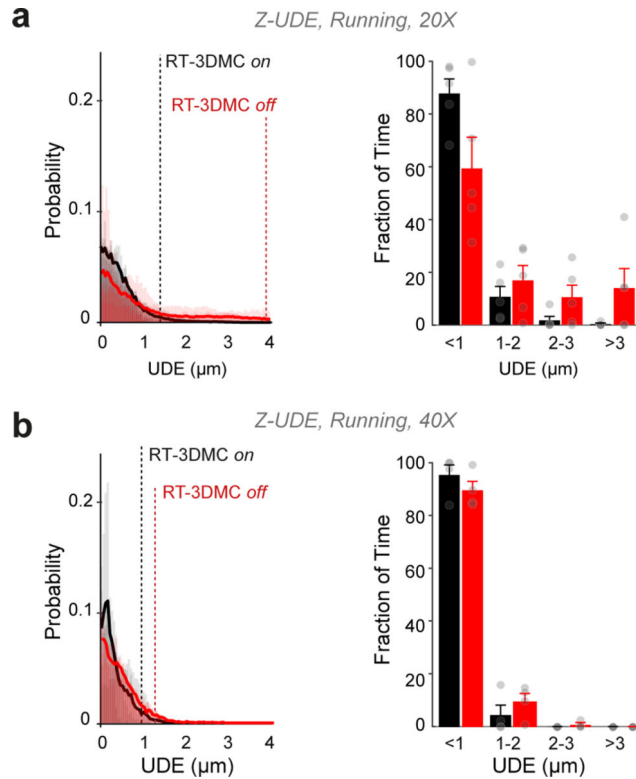 a
Z-UDE, Running, 20X
RT-3DMC on
RT-3DMC off
Probability
0.2
0.1
0
0 1 2 3 4
UDE (µm)
Fraction of Time
100
80
60
40
20
0
<1 1-2 2-3 >3
UDE (µm)
b
Z-UDE, Running, 40X
RT-3DMC on
RT-3DMC off
Probability
0.2
0.1
0
0 1 2 3 4
UDE (µm)
Fraction of Time
100
80
60
40
20
0
<1 1-2 2-3 >3
UDE (µm)